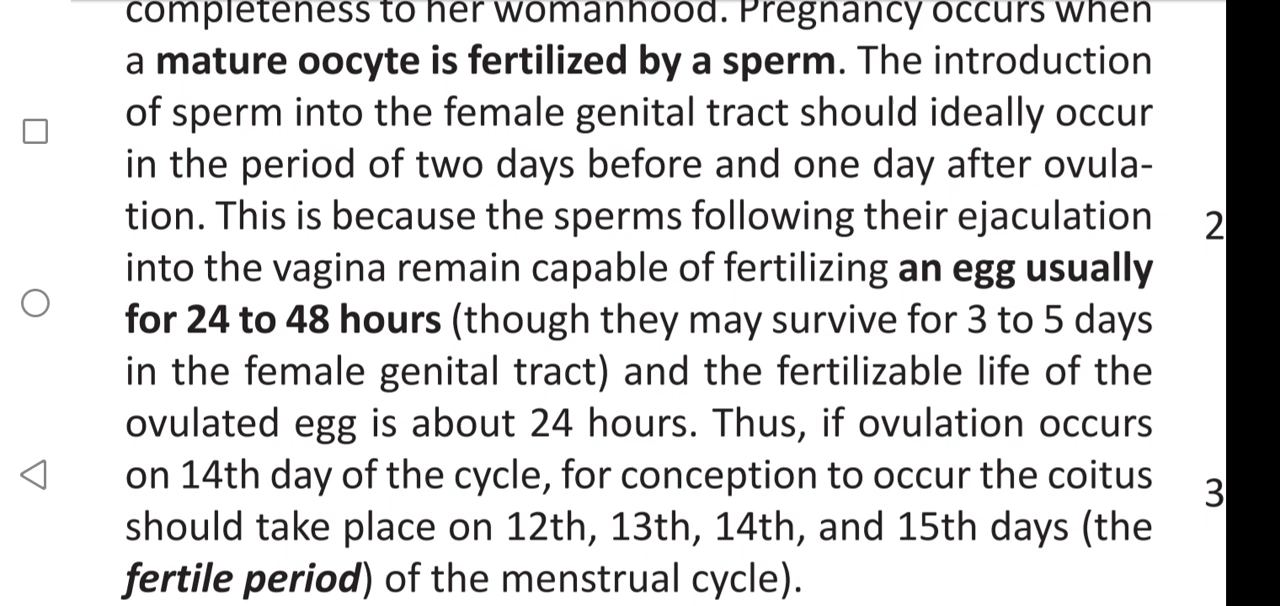 completeness to her womanhood. Pregnancy occurs when
a mature oocyte is fertilized by a sperm. The introduction
of sperm into the female genital tract should ideally occur
in the period of two days before and one day after ovula-
tion. This is because the sperms following their ejaculation
2
into the vagina remain capable of fertilizing an egg usually
for 24 to 48 hours (though they may survive for 3 to 5 days
in the female genital tract) and the fertilizable life of the
ovulated egg is about 24 hours. Thus, if ovulation occurs
on 14th day of the cycle, for conception to occur the coitus
3
should take place on 12th, 13th, 14th, and 15th days (the
fertile period) of the menstrual cycle).